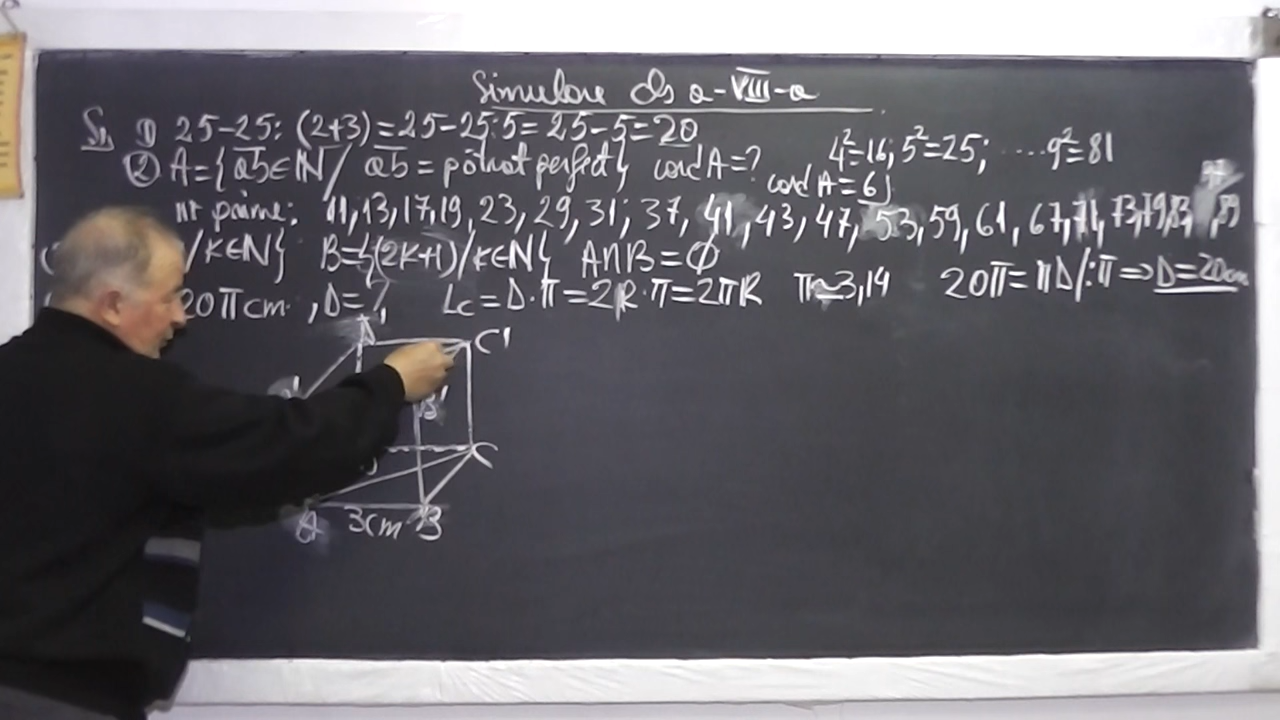 Simulare cls a-VIII-a
S₁ 1) 25-25:(2+3)=25-25:5=25-5=20
2) A={ab∈ℕ/ ab = pătrat perfect} card A=? 4²=16; 5²=25; ....9²=81
card A=6;
nr prime: 11, 13, 17, 19, 23, 29, 31; 37, 41, 43, 47, 53, 59, 61, 67, 71, 73, 79, 83, 89
97
/k∈N} B={(2k+1)/k∈N} A∩B=∅
20πcm, D=?, Lc=D·π=2R·π=2πR π≈3,14 20π=πD/:π⇒D=20cm
C'
B'
C
A 3cm B